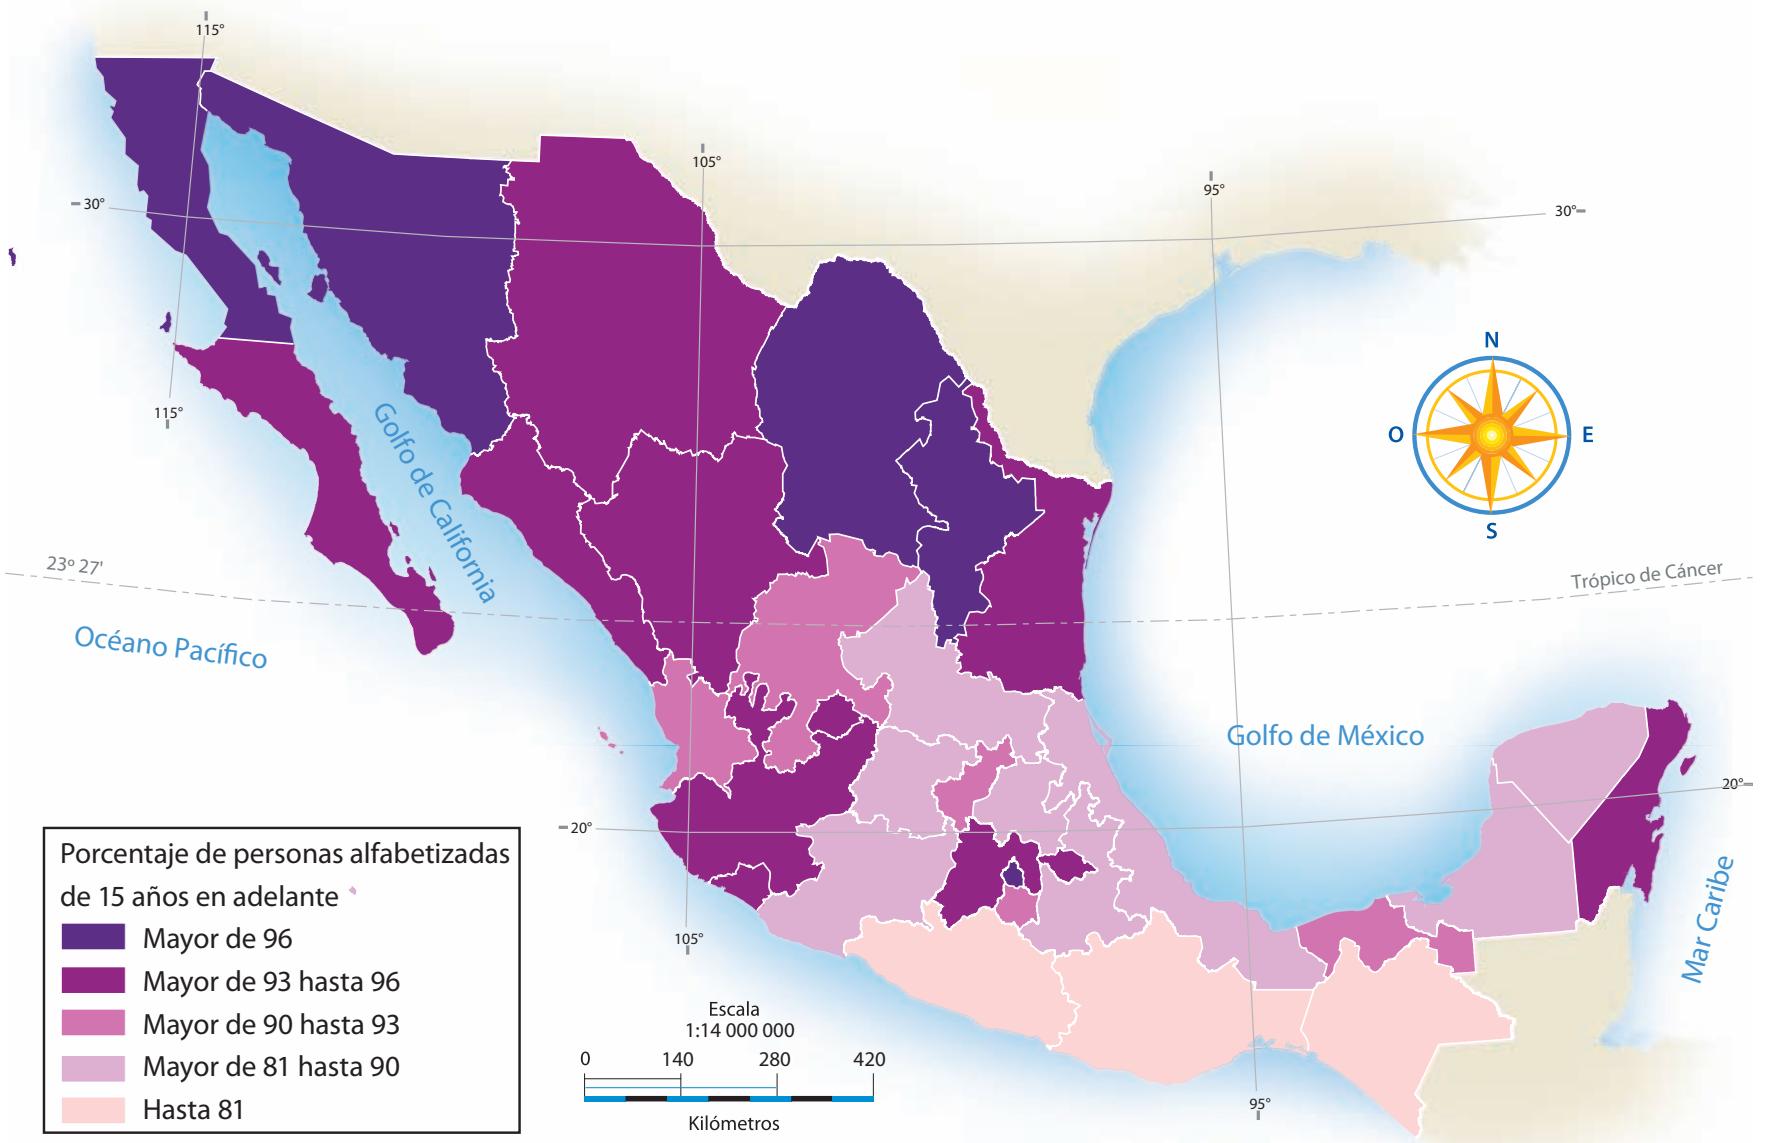 115°
105°
95°
30°
30°
N
O
E
S
115°
Golfo de California
23° 27'
Trópico de Cáncer
Océano Pacífico
Golfo de México
20°
20°
Mar Caribe
105°
95°
Porcentaje de personas alfabetizadas
de 15 años en adelante
Mayor de 96
Mayor de 93 hasta 96
Mayor de 90 hasta 93
Mayor de 81 hasta 90
Hasta 81
Escala
1:14 000 000
0 140 280 420
Kilómetros